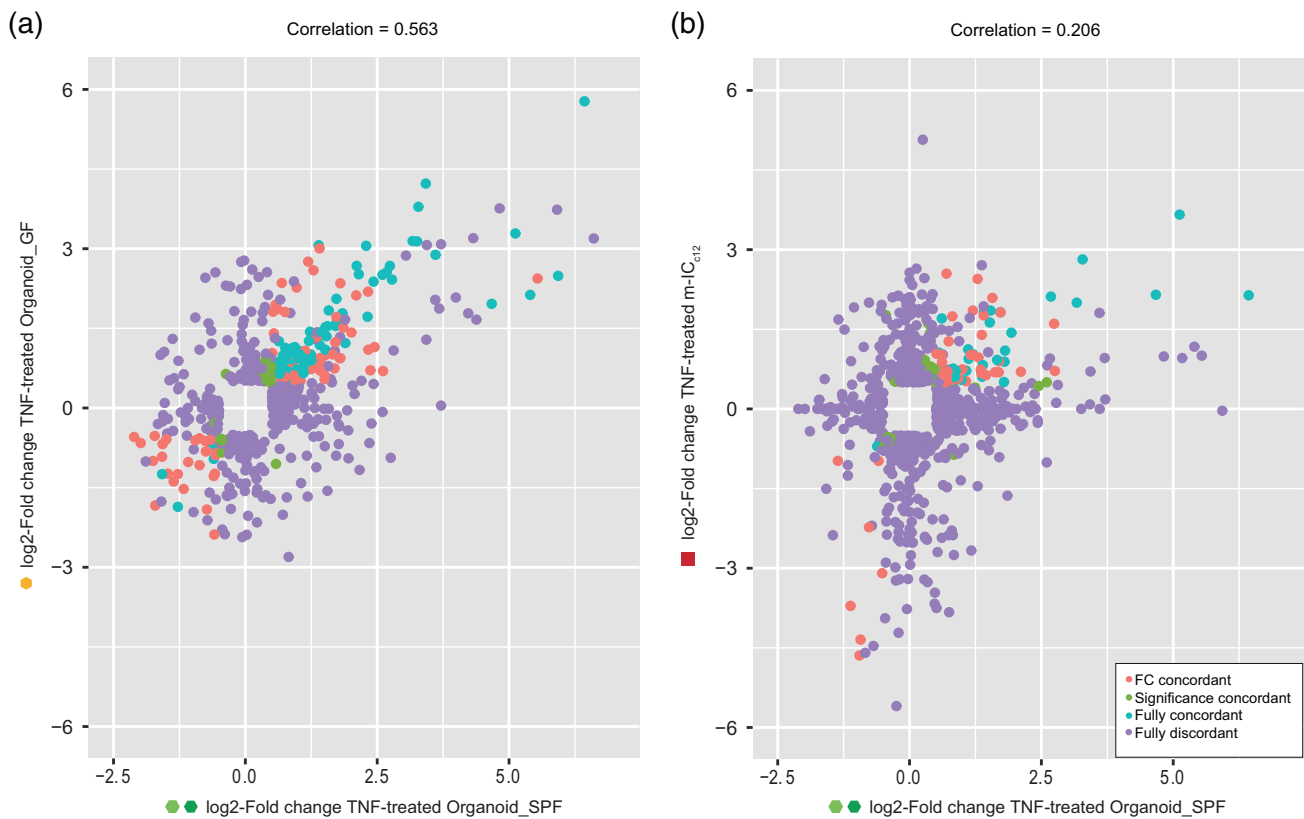 (a)
Correlation = 0.563
6
3
0
−3
−6
−2.5
0.0
2.5
5.0
log2-Fold change TNF-treated Organoid_GF
log2-Fold change TNF-treated Organoid_SPF
(b)
Correlation = 0.206
6
3
0
−3
−6
−2.5
0.0
2.5
5.0
log2-Fold change TNF-treated m-ICc12
log2-Fold change TNF-treated Organoid_SPF
FC concordant
Significance concordant
Fully concordant
Fully discordant